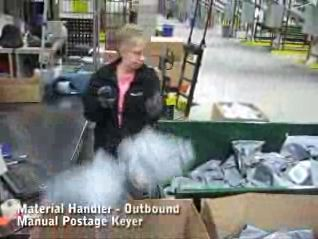 Material Handler - Outbound
Manual Postage Keyer